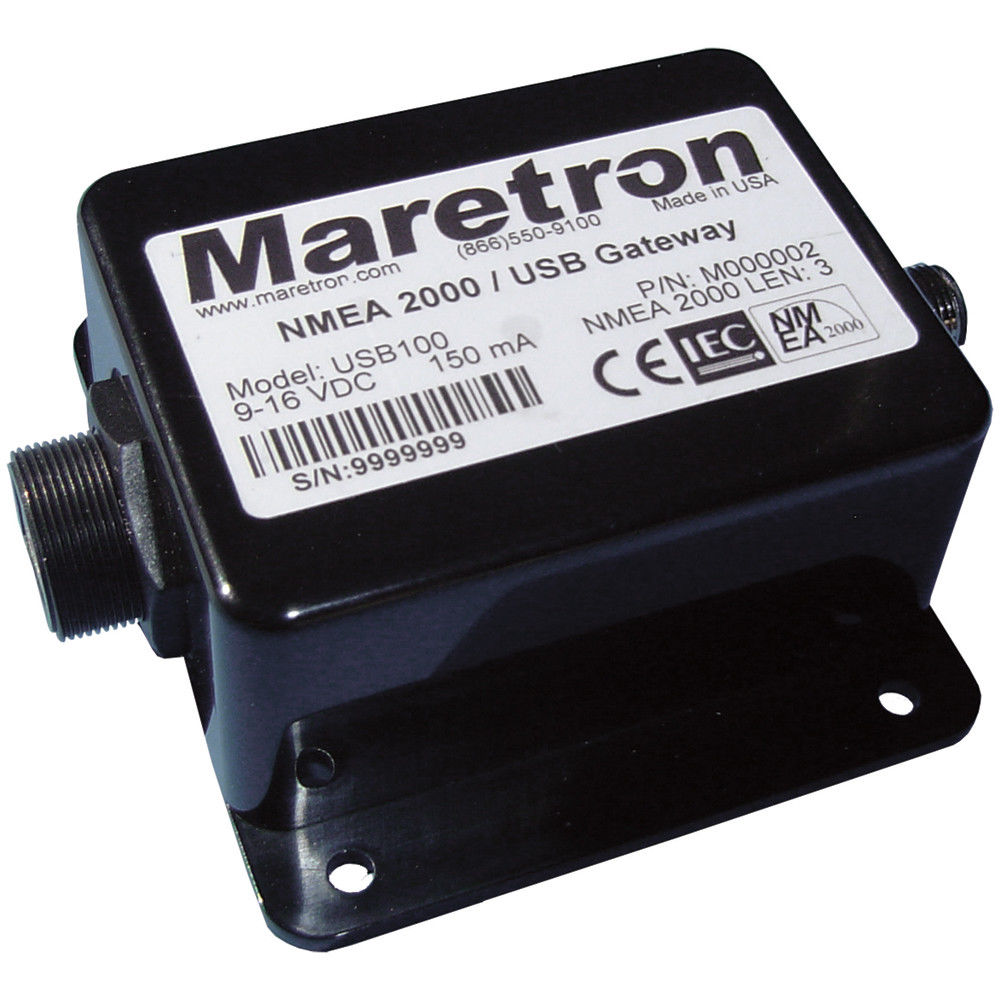 Maretron
www.maretron.com (866)550-9100 Made in USA
NMEA 2000 / USB Gateway
Model: USB100 P/N: M000002
9-16 VDC 150 mA NMEA 2000 LEN: 3
CE IEC NMEA 2000
S/N:9999999